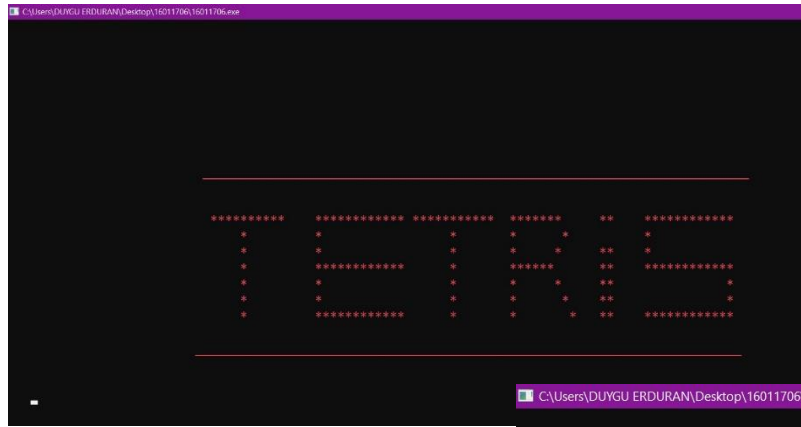 C:\Users\DUYGU ERDURAN\Desktop\16011706\16011706.exe
TETRIS
C:\Users\DUYGU ERDURAN\Desktop\16011706